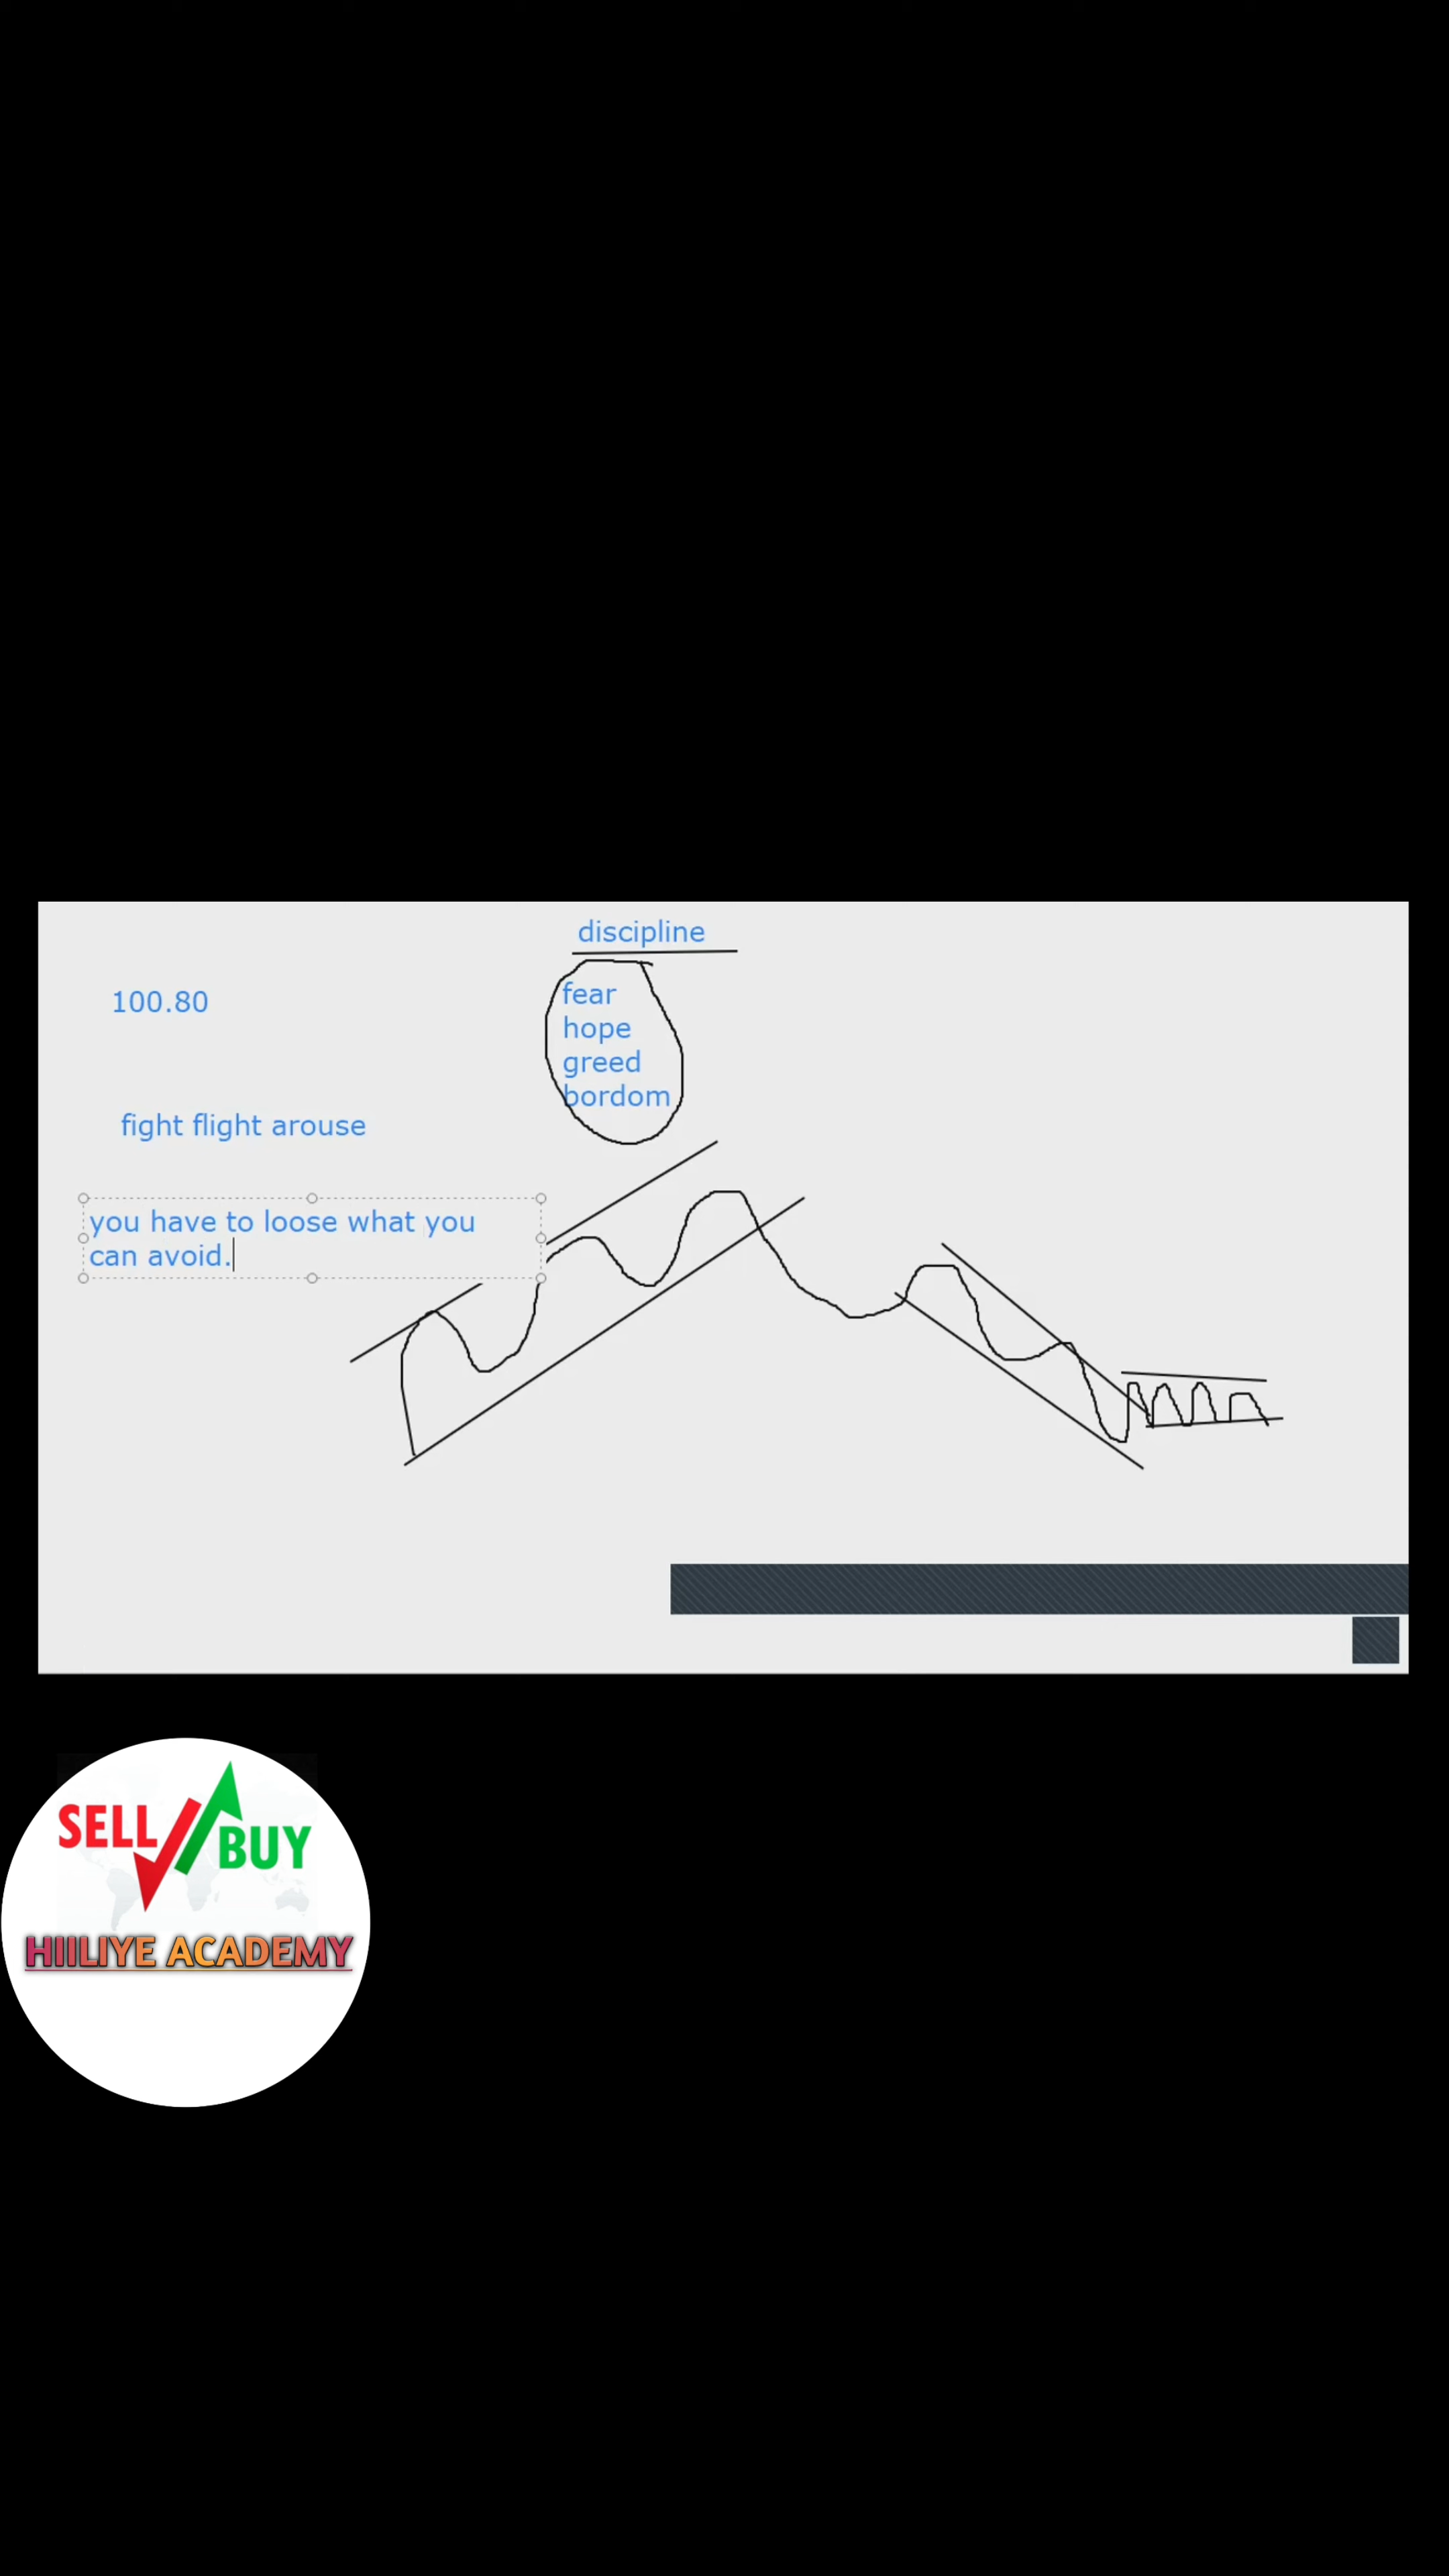 discipline
100.80
fear
hope
greed
bordom
fight flight arouse
you have to loose what you
can avoid.
SELL
BUY
HIILIYE ACADEMY